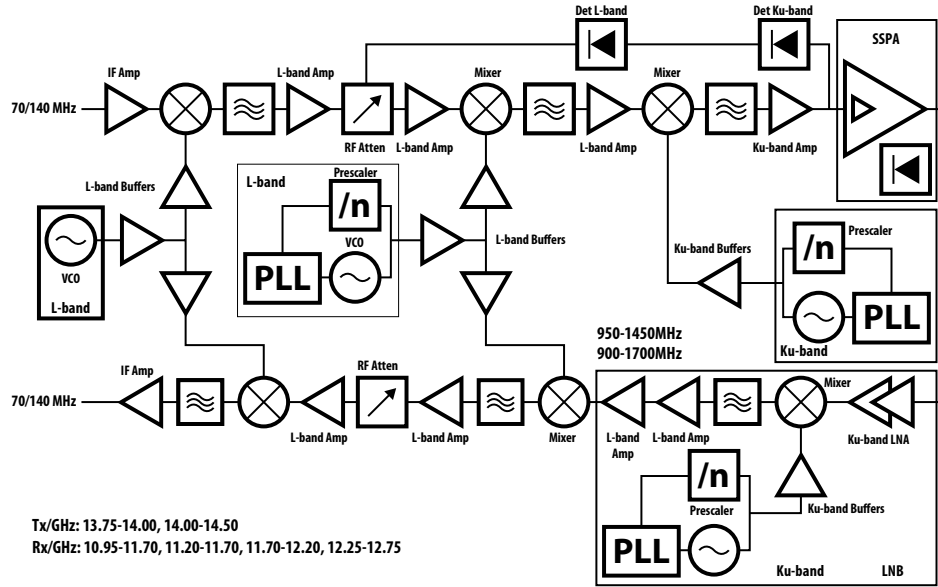 Det L-band
Det Ku-band
SSPA
IF Amp
L-band Amp
Mixer
Mixer
70/140 MHz
RF Atten
L-band Amp
L-band Amp
Ku-band Amp
L-band Buffers
L-band
Prescaler
/n
VCO
PLL
L-band Buffers
VCO
L-band
Ku-band Buffers
Prescaler
/n
PLL
Ku-band
950-1450MHz
900-1700MHz
IF Amp
RF Atten
Mixer
70/140 MHz
L-band Amp
L-band Amp
Mixer
L-band
Amp
L-band Amp
Ku-band LNA
/n
Prescaler
Ku-band Buffers
PLL
Ku-band
LNB
Tx/GHz: 13.75-14.00, 14.00-14.50
Rx/GHz: 10.95-11.70, 11.20-11.70, 11.70-12.20, 12.25-12.75